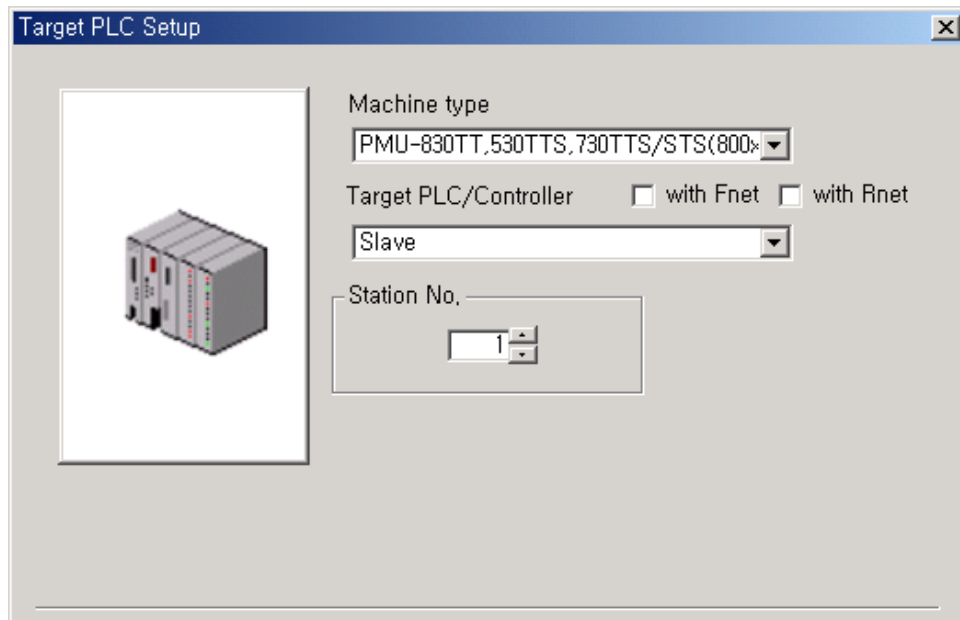 Target PLC Setup
Machine type
PMU-830TT,530TTS,730TTS/STS(800x
Target PLC/Controller with Fnet with Rnet
Slave
Station No.
1